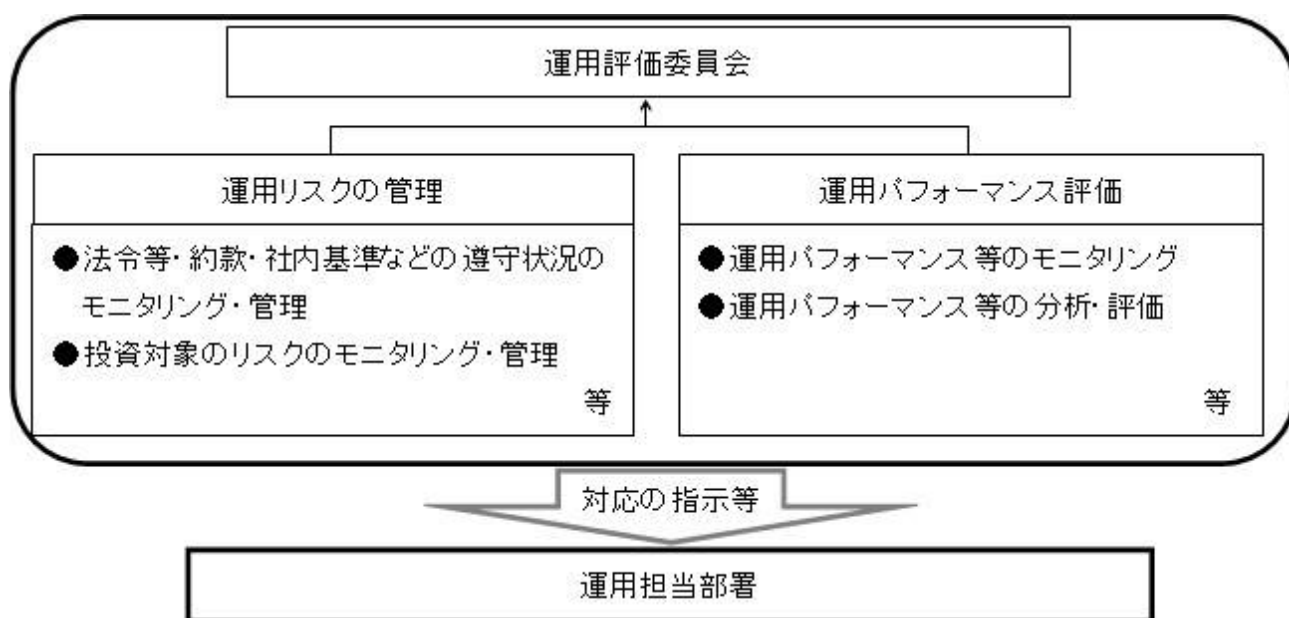 運用評価委員会
運用リスクの管理
●法令等・約款・社内基準などの遵守状況の
モニタリング・管理
●投資対象のリスクのモニタリング・管理
等
運用パフォーマンス評価
●運用パフォーマンス等のモニタリング
●運用パフォーマンス等の分析・評価
等
対応の指示等
運用担当部署